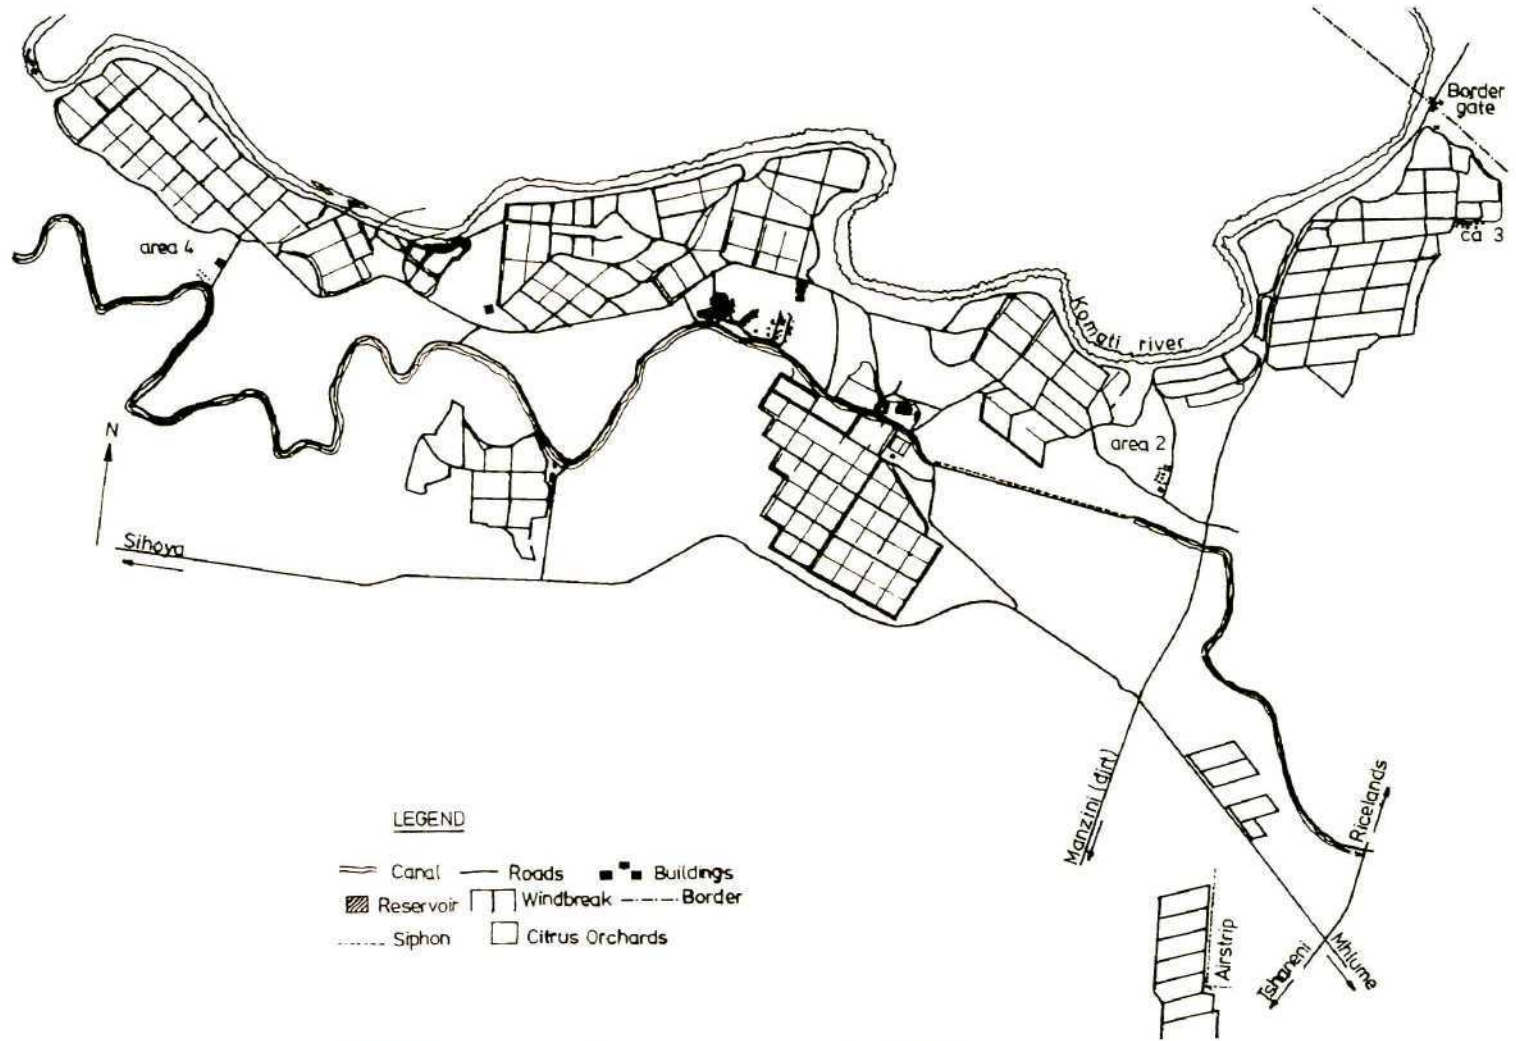 Border
gate
area 4
ca 3
Komati river
area 2
N
Sihoya
Manzini (dirt)
Ricelands
Airstrip
Tshaneni
Mhlume
LEGEND
Canal Roads Buildings
Reservoir Windbreak Border
Siphon Citrus Orchards